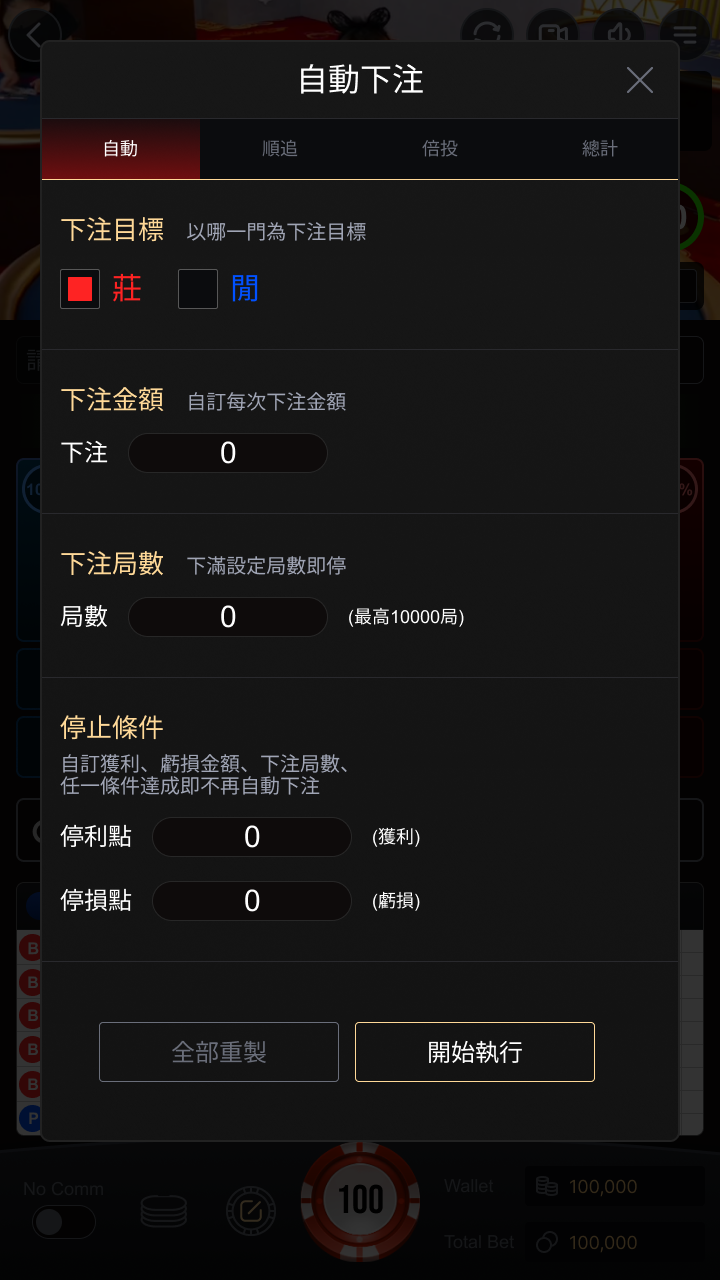 自動下注
自動 順追 倍投 總計
下注目標 以哪一門為下注目標
莊 閒
下注金額 自訂每次下注金額
下注 0
下注局數 下滿設定局數即停
局數 0 (最高10000局)
停止條件
自訂獲利、虧損金額、下注局數、
任一條件達成即不再自動下注
停利點 0 (獲利)
停損點 0 (虧損)
全部重製 開始執行
B
B
B
B
B
P
No Comm
100
Wallet 100,000
Total Bet 100,000